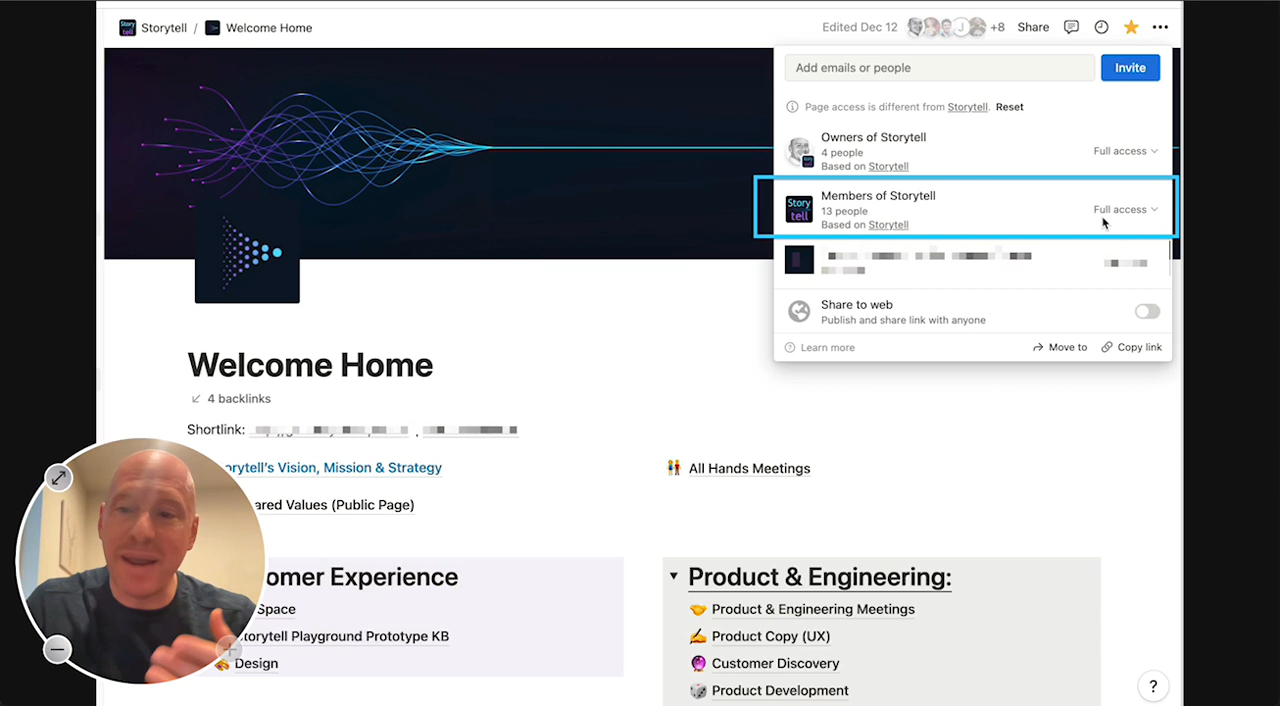 Story
tell
Storytell / Welcome Home
Edited Dec 12
J
+8
Share
Add emails or people
Invite
Page access is different from Storytell. Reset
Owners of Storytell
4 people
Based on Storytell
Full access
Story
tell
Members of Storytell
13 people
Based on Storytell
Full access
Share to web
Publish and share link with anyone
Learn more
Move to
Copy link
Welcome Home
4 backlinks
Shortlink:
orytell's Vision, Mission & Strategy
All Hands Meetings
ared Values (Public Page)
omer Experience
Space
torytell Playground Prototype KB
Design
Product & Engineering:
Product & Engineering Meetings
Product Copy (UX)
Customer Discovery
Product Development
?